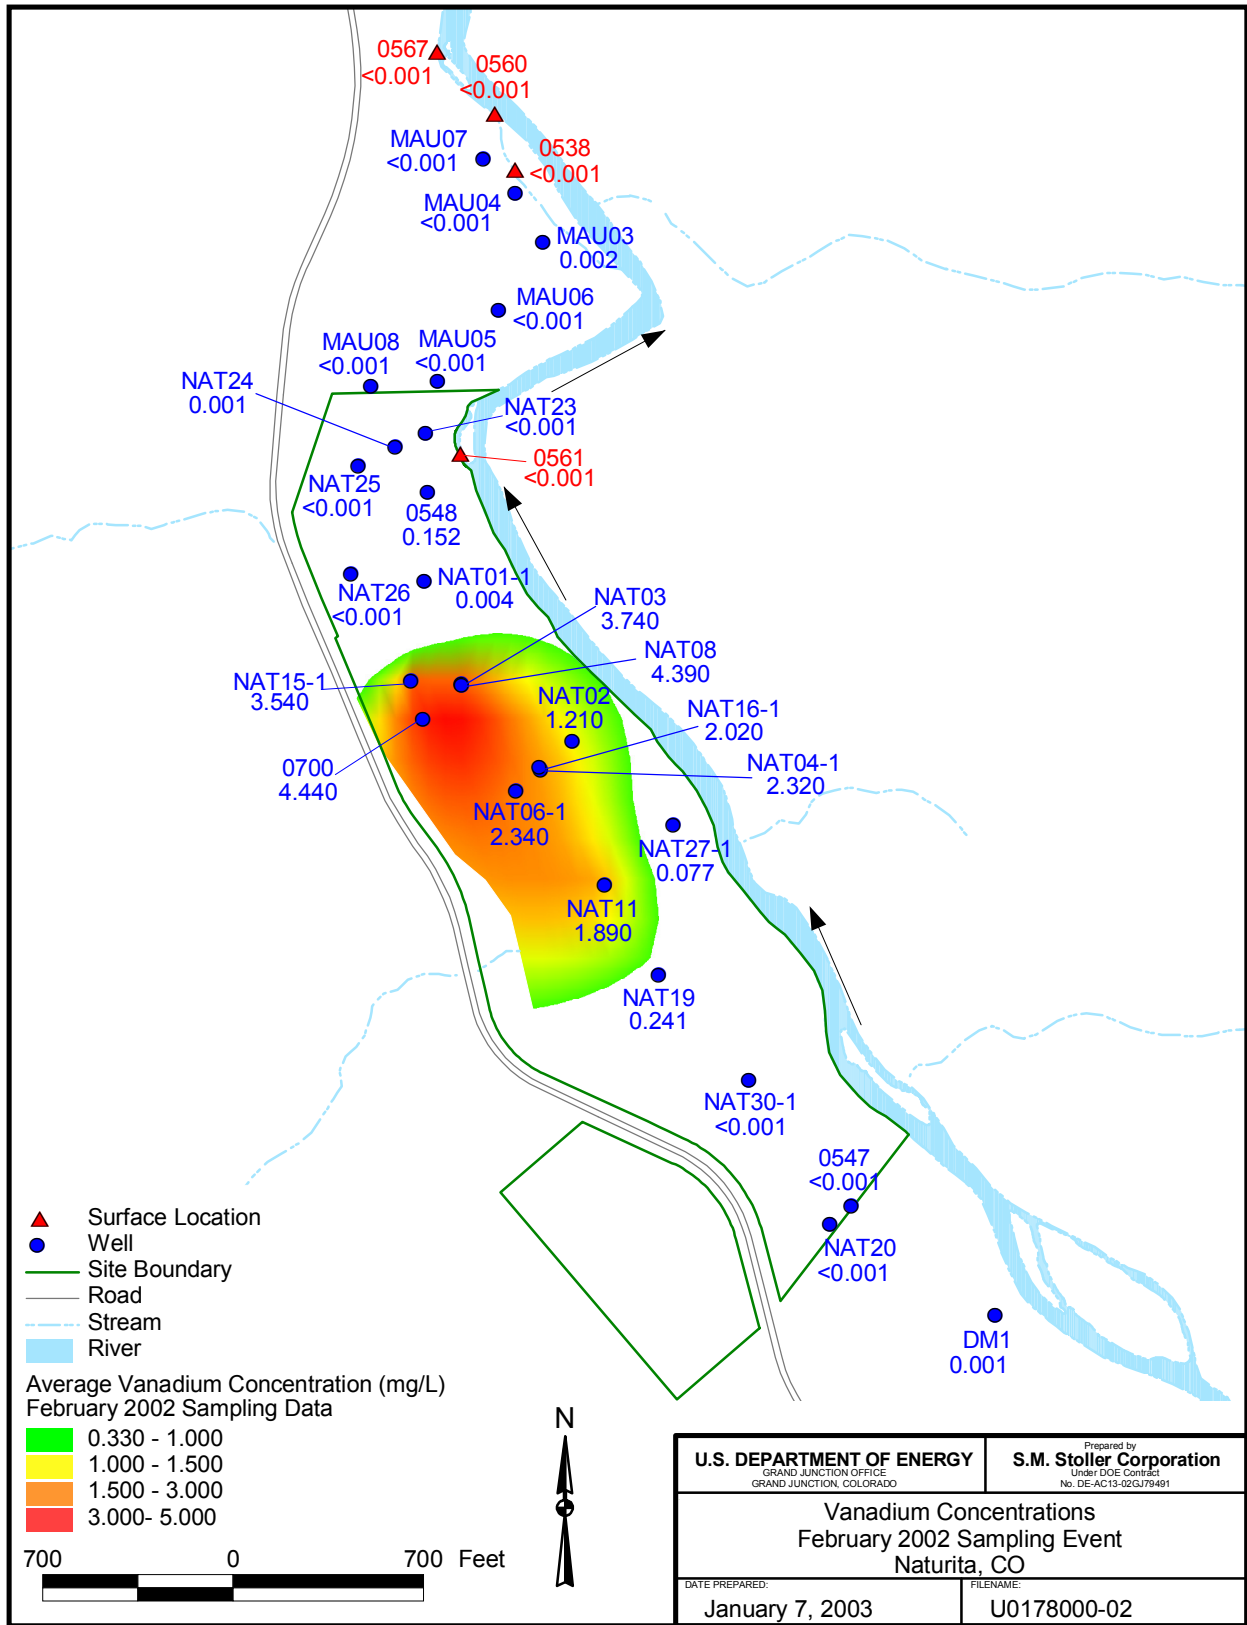 0567
<0.001
0560
<0.001
MAU07
<0.001
0538
<0.001
MAU04
<0.001
MAU03
0.002
MAU06
<0.001
MAU08
<0.001
MAU05
<0.001
NAT24
0.001
NAT23
<0.001
0561
<0.001
NAT25
<0.001
0548
0.152
NAT26
<0.001
NAT01-1
0.004
NAT03
3.740
NAT08
4.390
NAT15-1
3.540
NAT02
1.210
NAT16-1
2.020
NAT04-1
2.320
0700
4.440
NAT06-1
2.340
NAT27-1
0.077
NAT11
1.890
NAT19
0.241
NAT30-1
<0.001
0547
<0.001
NAT20
<0.001
DM1
0.001
Surface Location
Well
Site Boundary
Road
Stream
River
Average Vanadium Concentration (mg/L)
February 2002 Sampling Data
0.330 - 1.000
1.000 - 1.500
1.500 - 3.000
3.000- 5.000
700 0 700 Feet
N
U.S. DEPARTMENT OF ENERGY
GRAND JUNCTION OFFICE
GRAND JUNCTION, COLORADO
Prepared by
S.M. Stoller Corporation
Under DOE Contract
No. DE-AC13-02GJ79491
Vanadium Concentrations
February 2002 Sampling Event
Naturita, CO
DATE PREPARED:
January 7, 2003
FILENAME:
U0178000-02